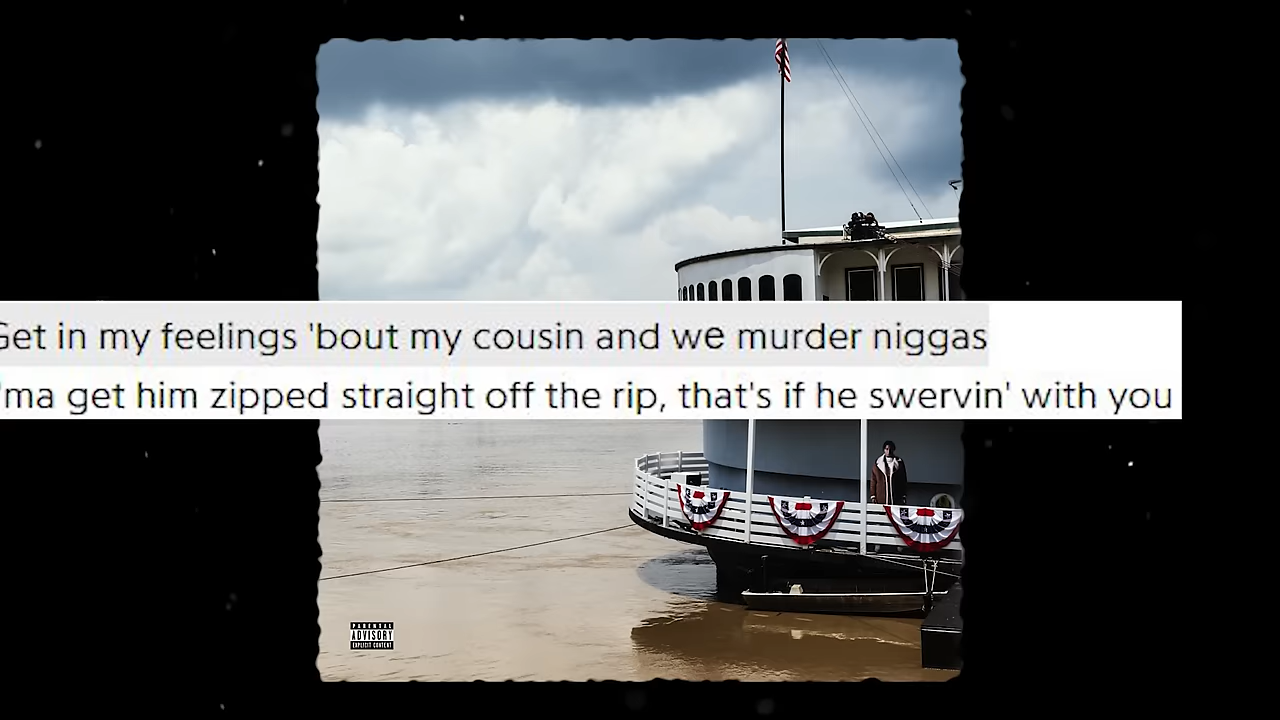 Get in my feelings 'bout my cousin and we murder niggas
'ma get him zipped straight off the rip, that's if he swervin' with you
PARENTAL
ADVISORY
EXPLICIT CONTENT